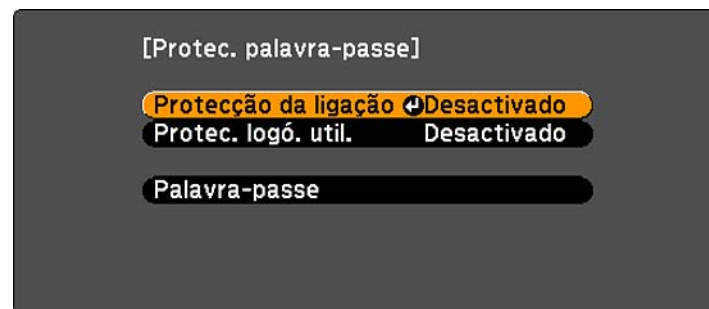 [Protec. palavra-passe]
Protecção da ligação Desactivado
Protec. logó. util. Desactivado
Palavra-passe